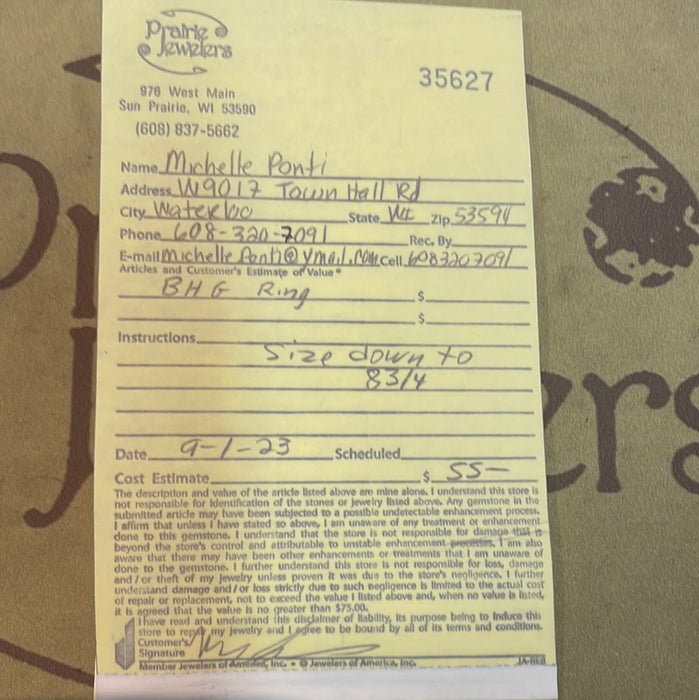 Prairie
Jewelers
35627
976 West Main
Sun Prairie, WI 53590
(608) 837-5662
Name Michelle Ponti
Address W9017 Town Hall Rd
City Waterloo State WI Zip 53594
Phone 608-320-7091 Rec. By
E-mail Michelle Ponti@ymail.com Cell 6083207091
Articles and Customer's Estimate of Value*
BHG Ring $
$
Instructions
Size down to
8 3/4
Date 9-1-23 Scheduled
Cost Estimate $ 55-
The description and value of the article listed above are mine alone. I understand this store is
not responsible for identification of the stones or jewelry listed above. Any gemstone in the
submitted article may have been subjected to a possible undetectable enhancement process.
I affirm that unless I have stated so above, I am unaware of any treatment or enhancement
done to this gemstone. I understand that the store is not responsible for damage that is
beyond the store's control and attributable to unstable enhancement processes. I am also
aware that there may have been other enhancements or treatments that I am unaware of
done to the gemstone. I further understand this store is not responsible for loss, damage
and/or theft of my jewelry unless proven it was due to the store's negligence. I further
understand damage and/or loss strictly due to such negligence is limited to the actual cost
of repair or replacement, not to exceed the value I listed above and, when no value is listed,
it is agreed that the value is no greater than $75.00.
I have read and understand this disclaimer of liability, its purpose being to induce this
store to repair my jewelry and I agree to be bound by all of its terms and conditions.
Customer's
Signature
Member Jewelers of America, Inc. • © Jewelers of America, Inc.